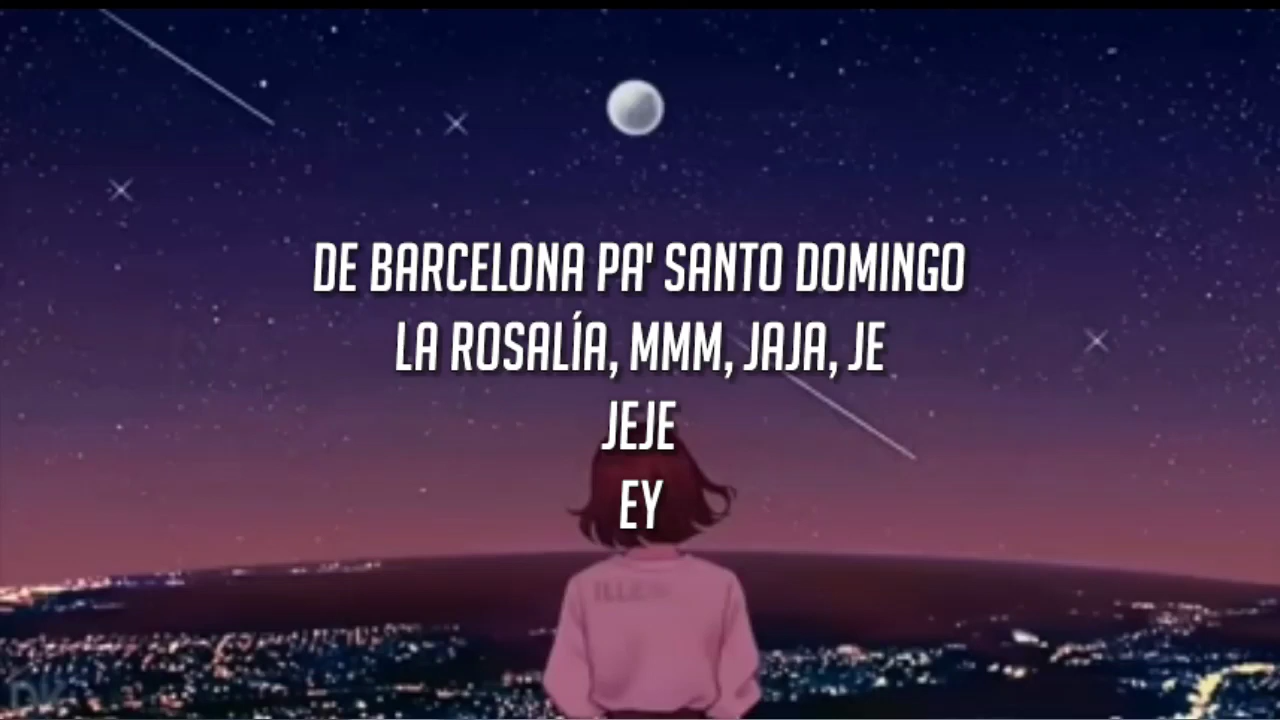 DE BARCELONA PA' SANTO DOMINGO
LA ROSALÍA, MMM, JAJA, JE
JEJE
EY